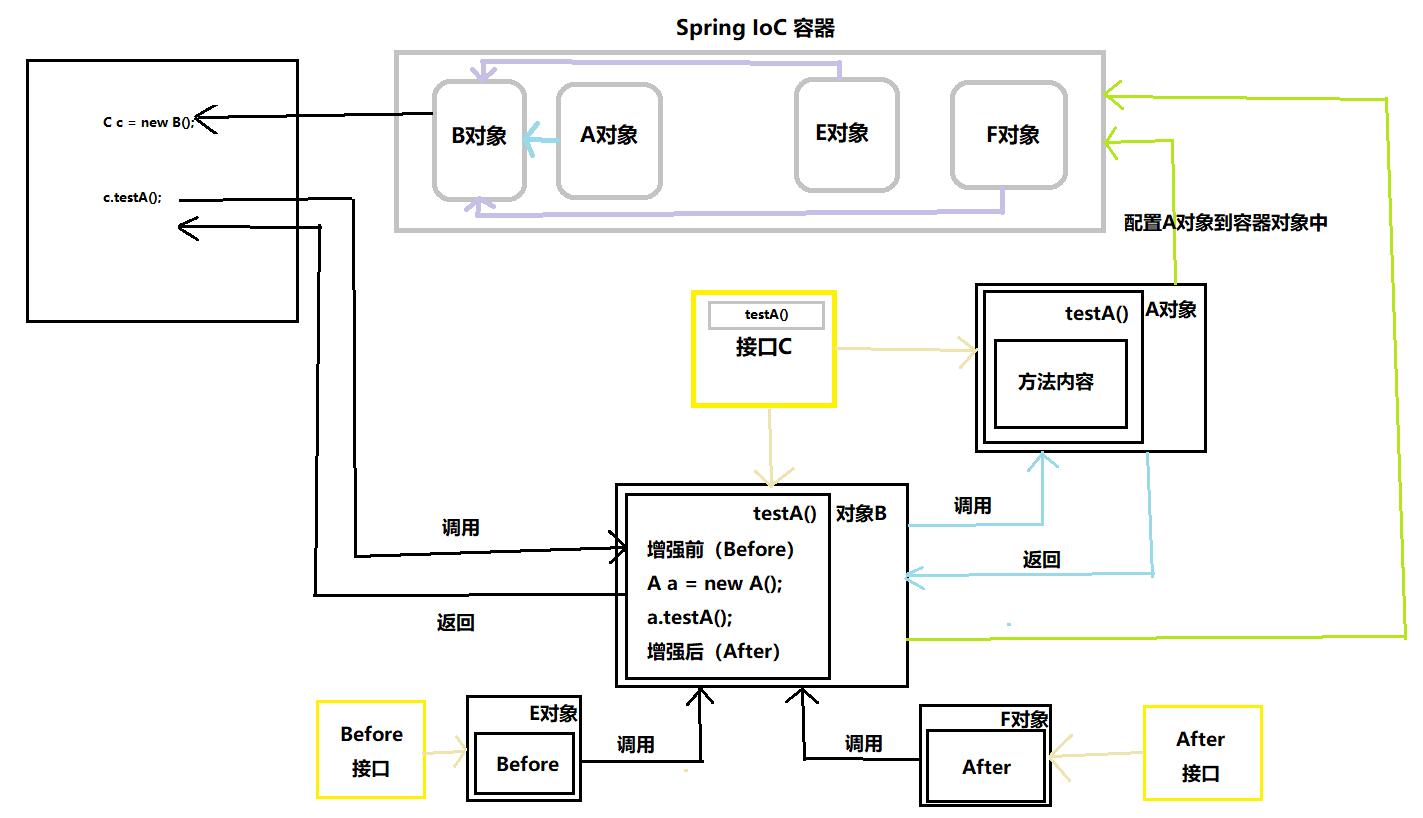 Spring IoC 容器
C c = new B();
c.testA();
B对象
A对象
E对象
F对象
配置A对象到容器对象中
testA()
接口C
testA()
A对象
方法内容
调用
返回
testA()
对象B
增强前（Before）
A a = new A();
a.testA();
增强后（After）
调用
返回
Before
接口
E对象
Before
调用
调用
F对象
After
After
接口